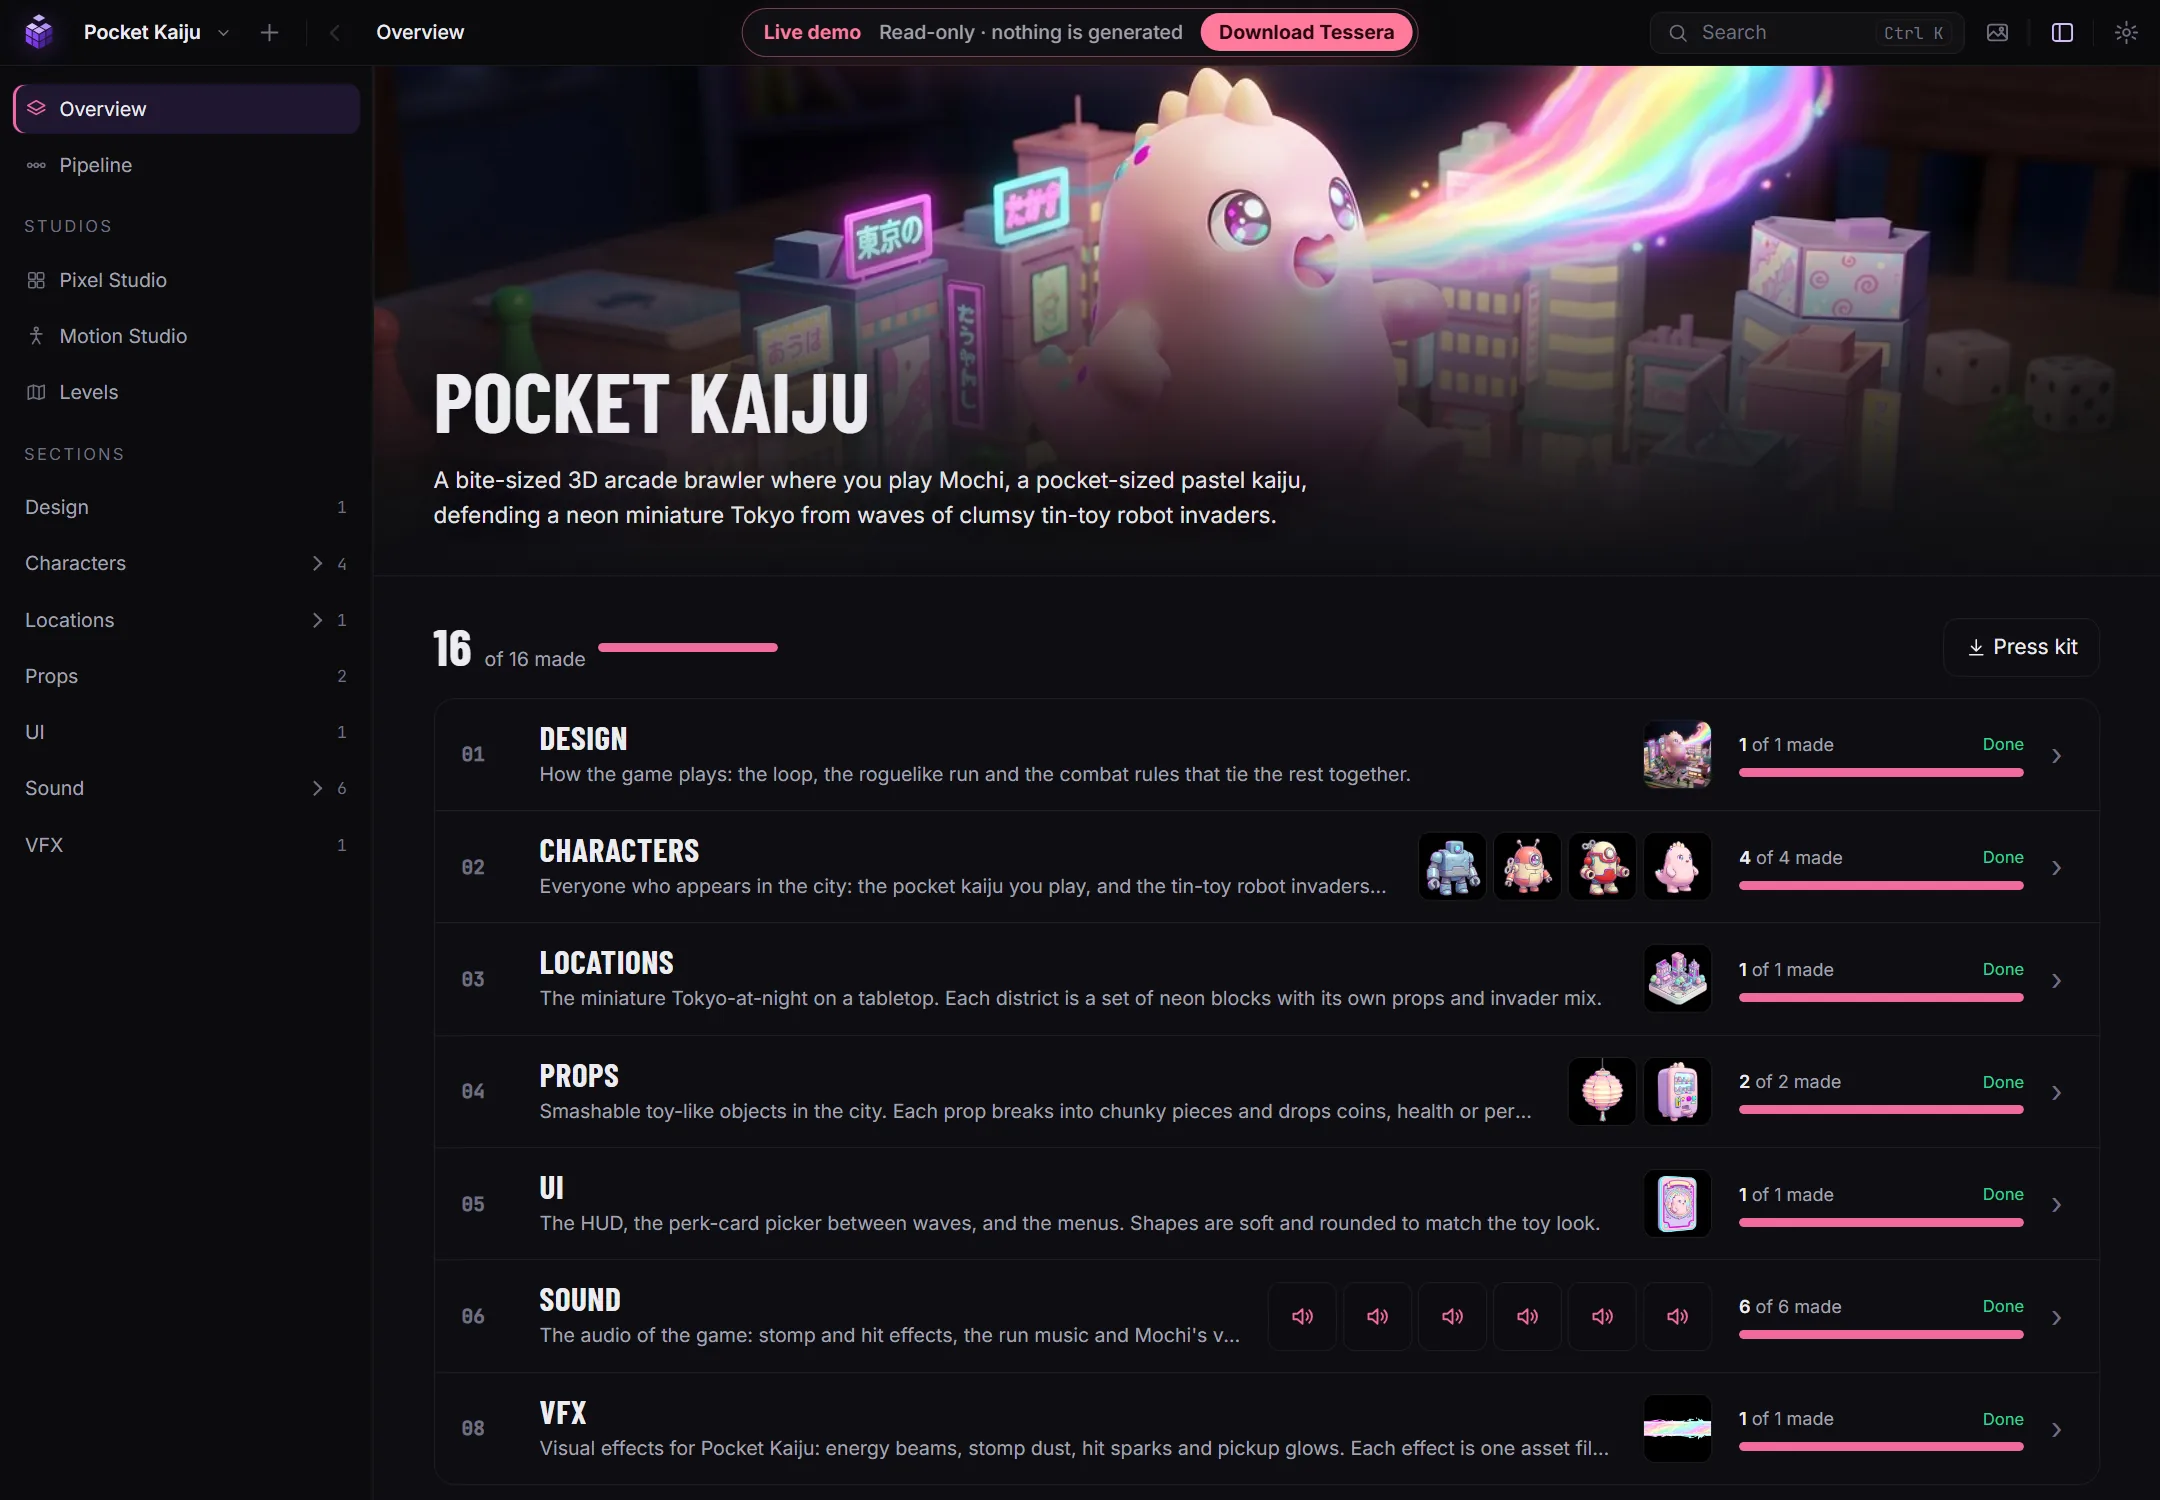 Pocket Kaiju
Overview
Live demo Read-only · nothing is generated Download Tessera
Search Ctrl K
Overview
Pipeline
STUDIOS
Pixel Studio
Motion Studio
Levels
SECTIONS
Design 1
Characters 4
Locations 1
Props 2
UI 1
Sound 6
VFX 1
東京の
POCKET KAIJU
A bite-sized 3D arcade brawler where you play Mochi, a pocket-sized pastel kaiju,
defending a neon miniature Tokyo from waves of clumsy tin-toy robot invaders.
16 of 16 made
Press kit
01
DESIGN
How the game plays: the loop, the roguelike run and the combat rules that tie the rest together.
1 of 1 made Done
02
CHARACTERS
Everyone who appears in the city: the pocket kaiju you play, and the tin-toy robot invaders...
4 of 4 made Done
03
LOCATIONS
The miniature Tokyo-at-night on a tabletop. Each district is a set of neon blocks with its own props and invader mix.
1 of 1 made Done
04
PROPS
Smashable toy-like objects in the city. Each prop breaks into chunky pieces and drops coins, health or per...
2 of 2 made Done
05
UI
The HUD, the perk-card picker between waves, and the menus. Shapes are soft and rounded to match the toy look.
1 of 1 made Done
06
SOUND
The audio of the game: stomp and hit effects, the run music and Mochi's v...
6 of 6 made Done
08
VFX
Visual effects for Pocket Kaiju: energy beams, stomp dust, hit sparks and pickup glows. Each effect is one asset fil...
1 of 1 made Done